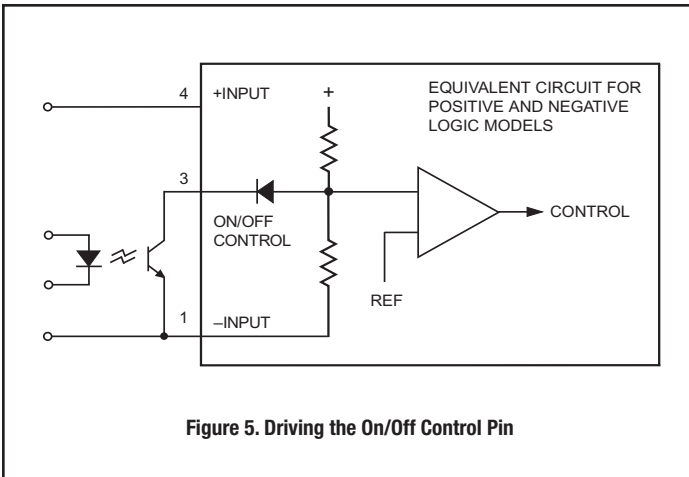 4 +INPUT
+
EQUIVALENT CIRCUIT FOR
POSITIVE AND NEGATIVE
LOGIC MODELS
3
ON/OFF
CONTROL
CONTROL
REF
1 –INPUT
Figure 5. Driving the On/Off Control Pin